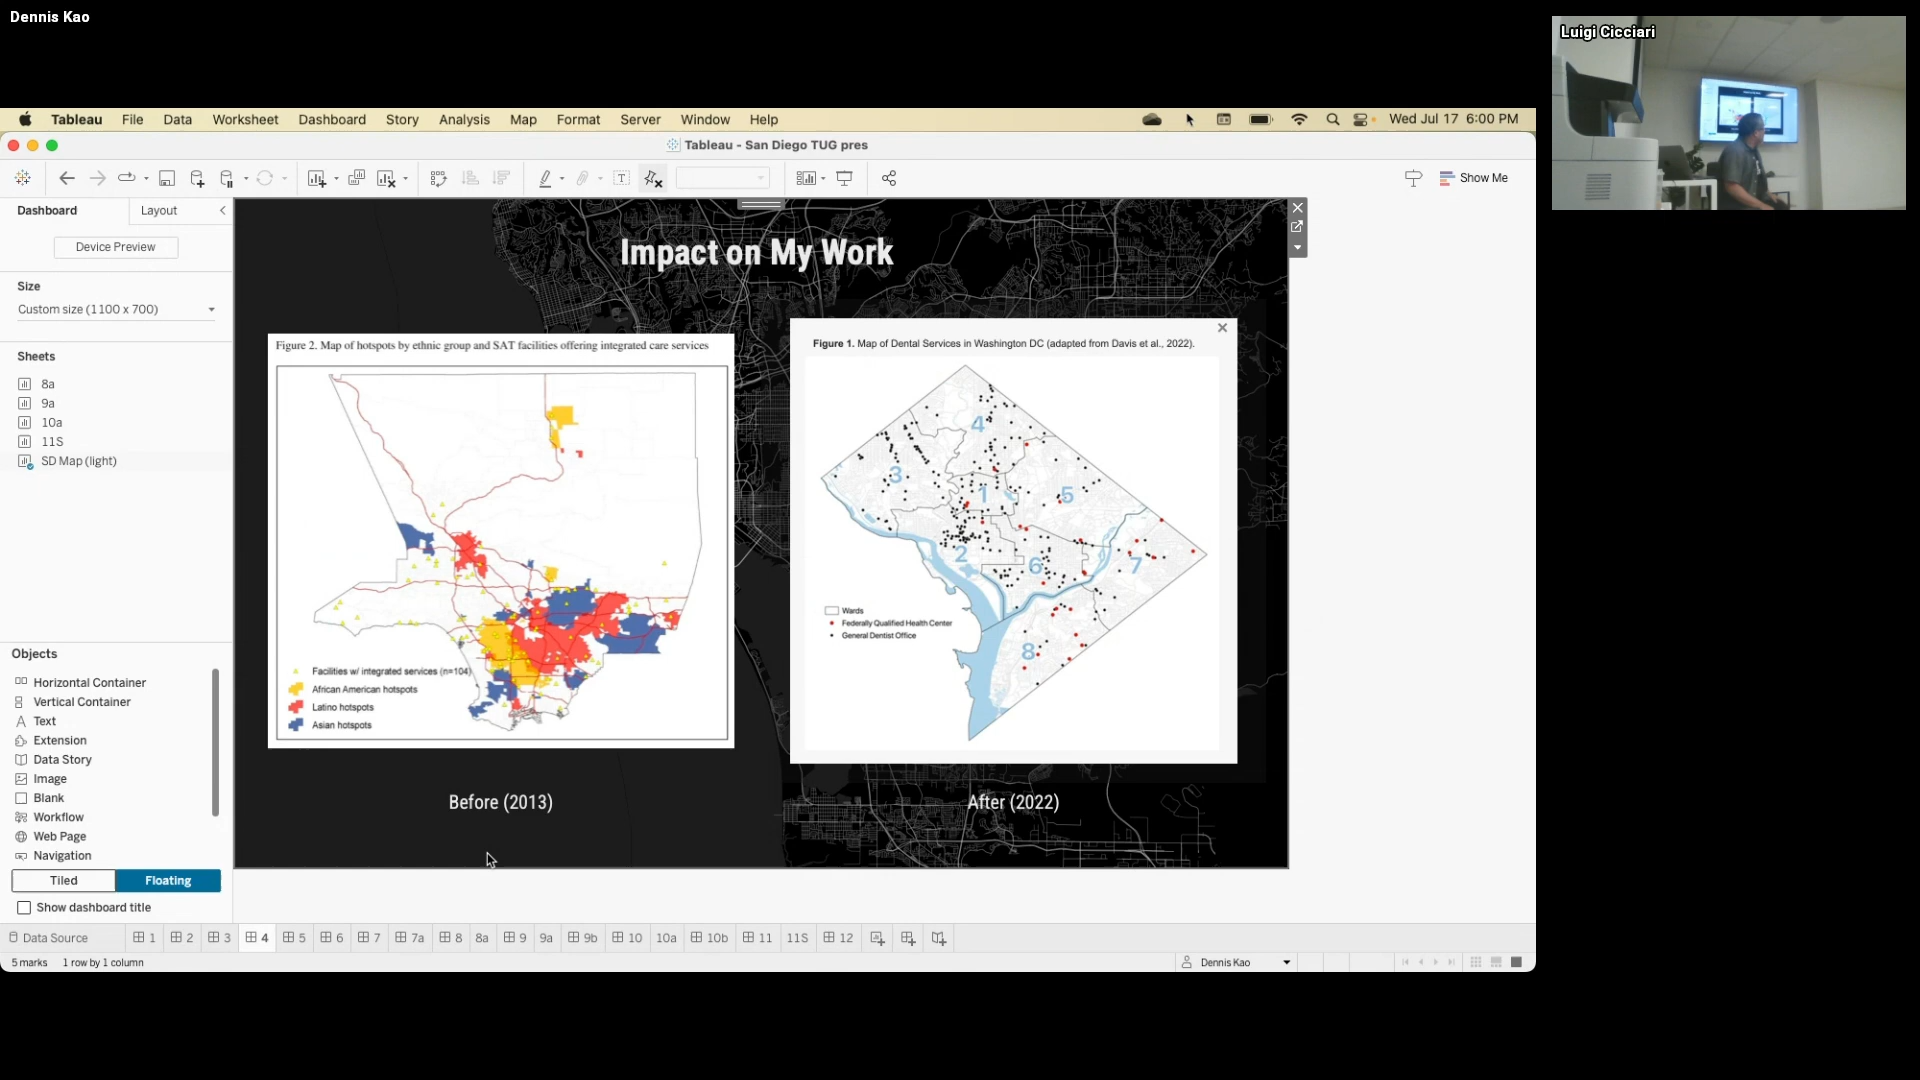 Dennis Kao
Luigi Cicciari
Tableau File Data Worksheet Dashboard Story Analysis Map Format Server Window Help Wed Jul 17 6:00 PM
Tableau - San Diego TUG pres
Show Me
Dashboard Layout
Device Preview
Size
Custom size (1100 x 700)
Sheets
8a
9a
10a
11S
SD Map (light)
Objects
Horizontal Container
Vertical Container
Text
Extension
Data Story
Image
Blank
Workflow
Web Page
Navigation
Tiled Floating
Show dashboard title
Impact on My Work
Figure 2. Map of hotspots by ethnic group and SAT facilities offering integrated care services
Facilities w/ integrated services (n=104)
African American hotspots
Latino hotspots
Asian hotspots
Before (2013)
Figure 1. Map of Dental Services in Washington DC (adapted from Davis et al., 2022).
4
3
1
5
2
6
7
8
Wards
Federally Qualified Health Center
General Dentist Office
After (2022)
Data Source 1 2 3 4 5 6 7 7a 8 8a 9 9a 9b 10 10a 10b 11 11S 12
5 marks 1 row by 1 column Dennis Kao